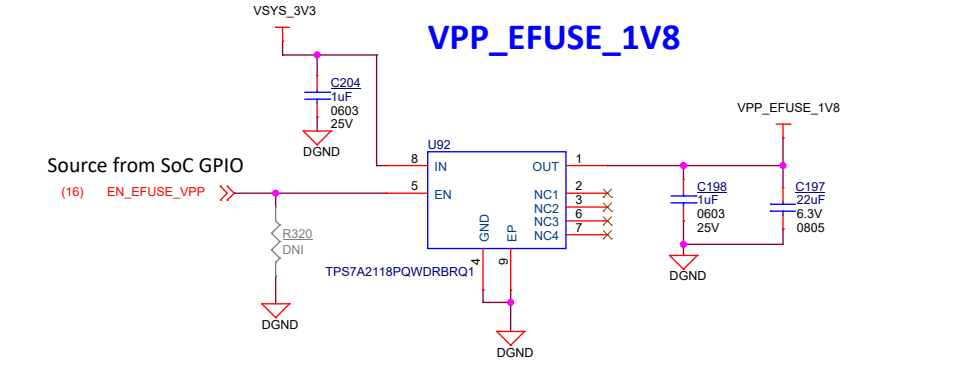 VSYS_3V3
VPP_EFUSE_1V8
C204
1uF
0603
25V
DGND
VPP_EFUSE_1V8
U92
Source from SoC GPIO
(16) EN_EFUSE_VPP
8 IN
5 EN
OUT 1
NC1 2
NC2 3
NC3 6
NC4 7
GND
EP
4
9
C198
1uF
0603
25V
C197
22uF
6.3V
0805
R320
DNI
TPS7A2118PQWDRBRQ1
DGND
DGND
DGND